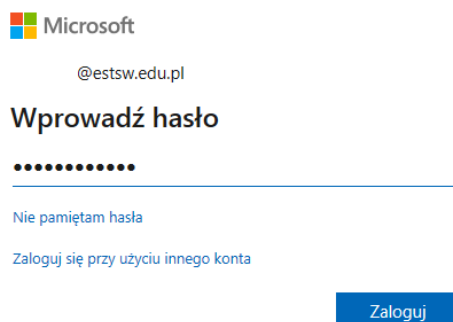 Microsoft
@estsw.edu.pl
Wprowadź hasło
••••••••••••
Nie pamiętam hasła
Zaloguj się przy użyciu innego konta
Zaloguj